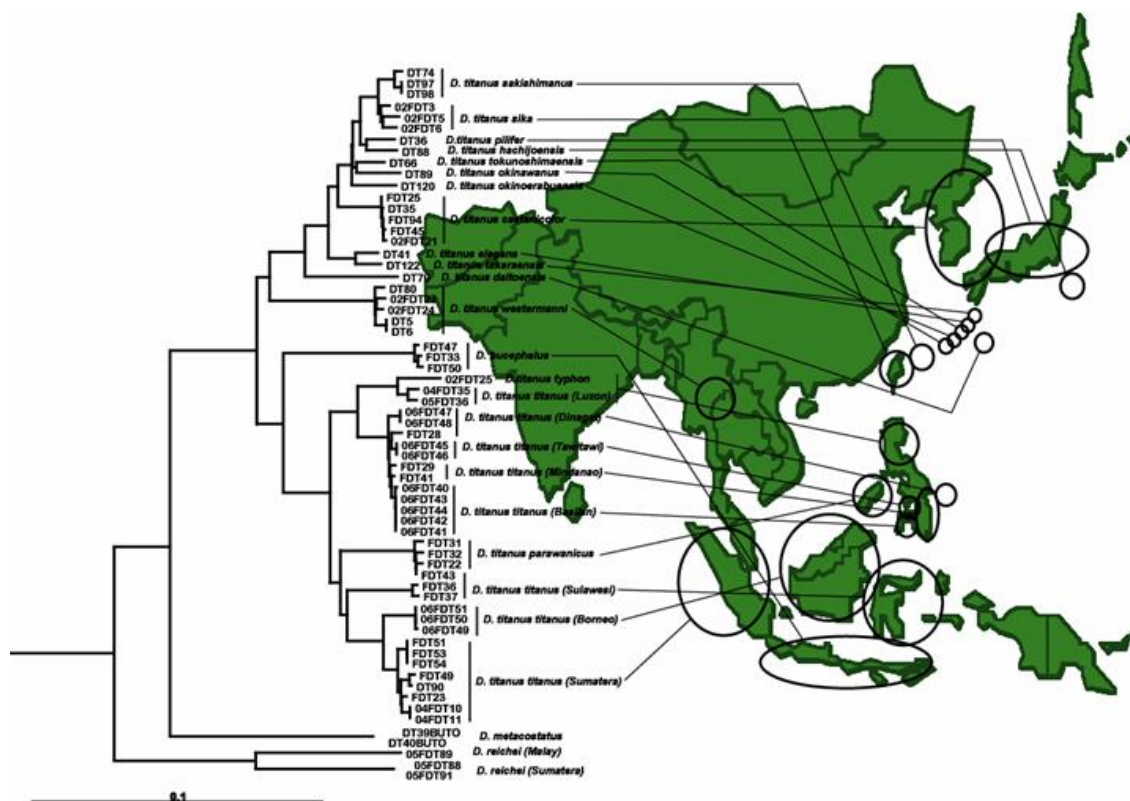 DT74
DT97 D. titanus sakishimanus
DT98
02FDT3
02FDT5 D. titanus sika
02FDT6
DT36 D.titanus pilifer
DT88 D. titanus hachijoensis
DT66 D. titanus tokunoshimaensis
DT89 D. titanus okinawanus
DT120 D. titanus okinoerabuensis
FDT25
DT35
FDT94 D. titanus castanicolor
FDT45
02FDT21
DT41 D. titanus elegans
DT122 D. titanus takaraensis
DT79 D. titanus daitoensis
DT80
02FDT22
02FDT24 D. titanus westermanni
DT5
DT6
FDT47
FDT33 D. bucephalus
FDT50
02FDT25 D.titanus typhon
04FDT35 D. titanus titanus (Luzon)
05FDT36
06FDT47 D. titanus titanus (Dinagat)
06FDT48
FDT28
06FDT45 D. titanus titanus (Tawitawi)
06FDT46
FDT29 D. titanus titanus (Mindanao)
FDT41
06FDT40
06FDT43
06FDT44 D. titanus titanus (Basilan)
06FDT42
06FDT41
FDT31
FDT32 D. titanus parawanicus
FDT22
FDT43
FDT36 D. titanus titanus (Sulawesi)
FDT37
06FDT51
06FDT50 D. titanus titanus (Borneo)
06FDT49
FDT51
FDT53
FDT54
FDT49 D. titanus titanus (Sumatera)
DT90
FDT23
04FDT10
04FDT11
DT39BUTO D. metacostatus
DT40BUTO
05FDT89 D. reichei (Malay)
05FDT88
05FDT91 D. reichei (Sumatera)
0.1